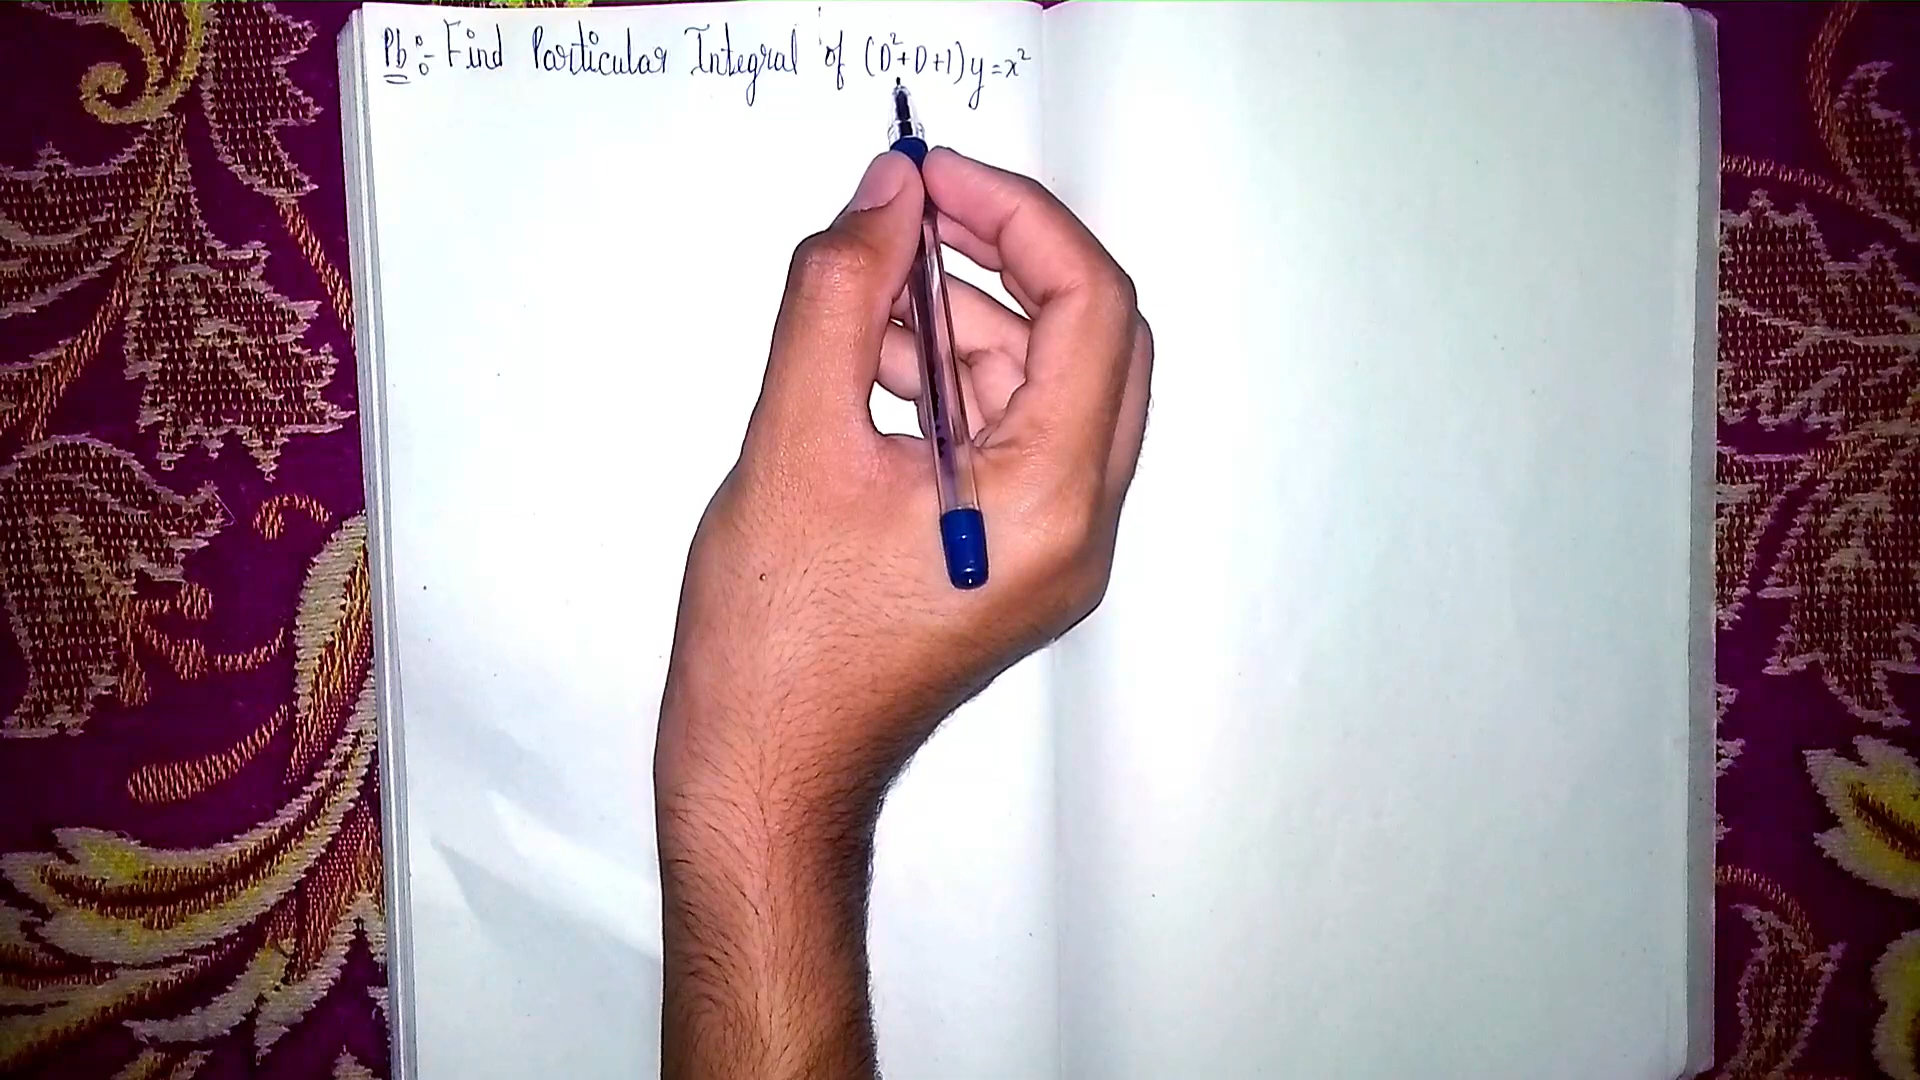 Pb:- Find Particular Integral of (D²+D+1)y=x²